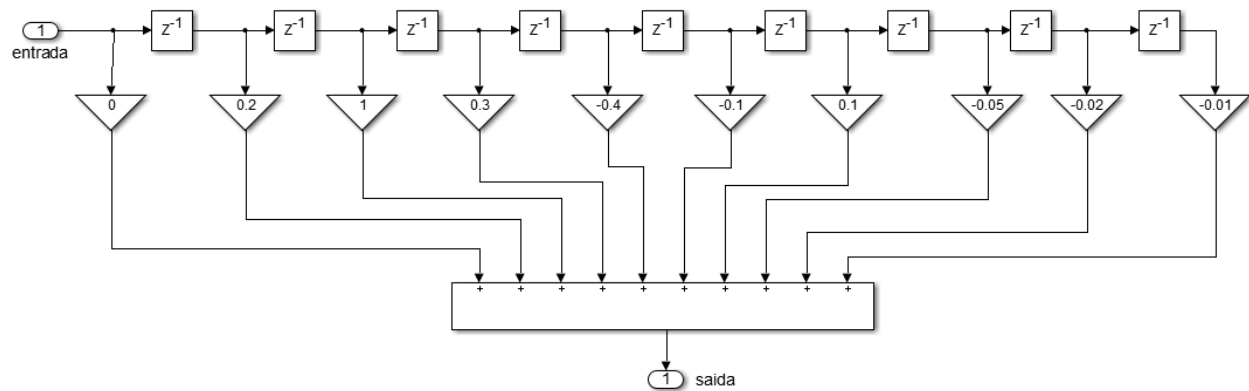 1 z-1 z-1 z-1 z-1 z-1 z-1 z-1 z-1 z-1
entrada
0 0.2 1 0.3 -0.4 -0.1 0.1 -0.05 -0.02 -0.01
+ + + + + + + + + +
1 saida